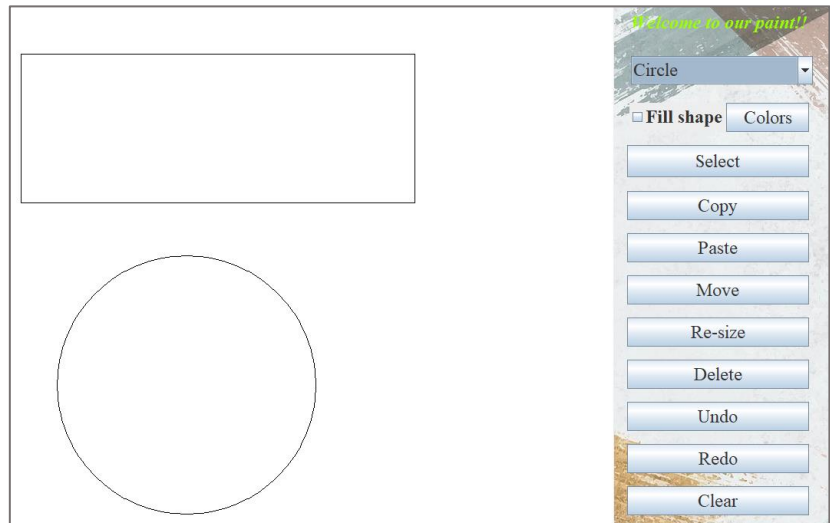 Welcome to our paint!!
Circle
Fill shape Colors
Select
Copy
Paste
Move
Re-size
Delete
Undo
Redo
Clear